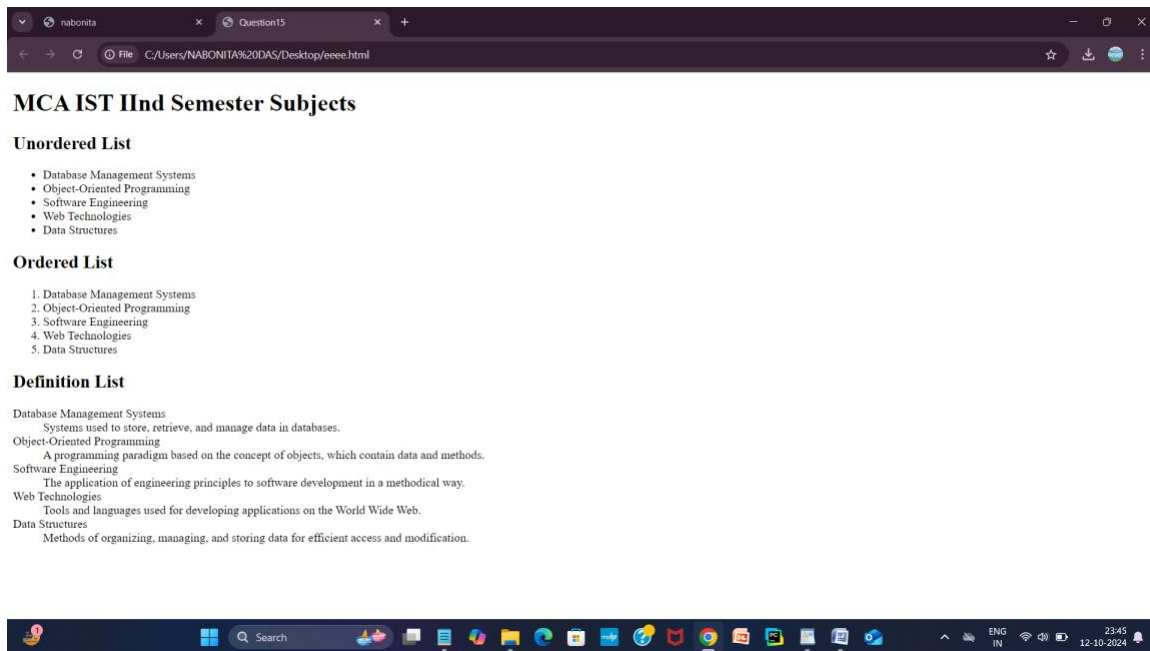 nabonita
Question15
File C:/Users/NABONITA%20DAS/Desktop/eeee.html
MCA IST IInd Semester Subjects
Unordered List
• Database Management Systems
• Object-Oriented Programming
• Software Engineering
• Web Technologies
• Data Structures
Ordered List
1. Database Management Systems
2. Object-Oriented Programming
3. Software Engineering
4. Web Technologies
5. Data Structures
Definition List
Database Management Systems
Systems used to store, retrieve, and manage data in databases.
Object-Oriented Programming
A programming paradigm based on the concept of objects, which contain data and methods.
Software Engineering
The application of engineering principles to software development in a methodical way.
Web Technologies
Tools and languages used for developing applications on the World Wide Web.
Data Structures
Methods of organizing, managing, and storing data for efficient access and modification.
1
Search
ENG
IN
23:45
12-10-2024